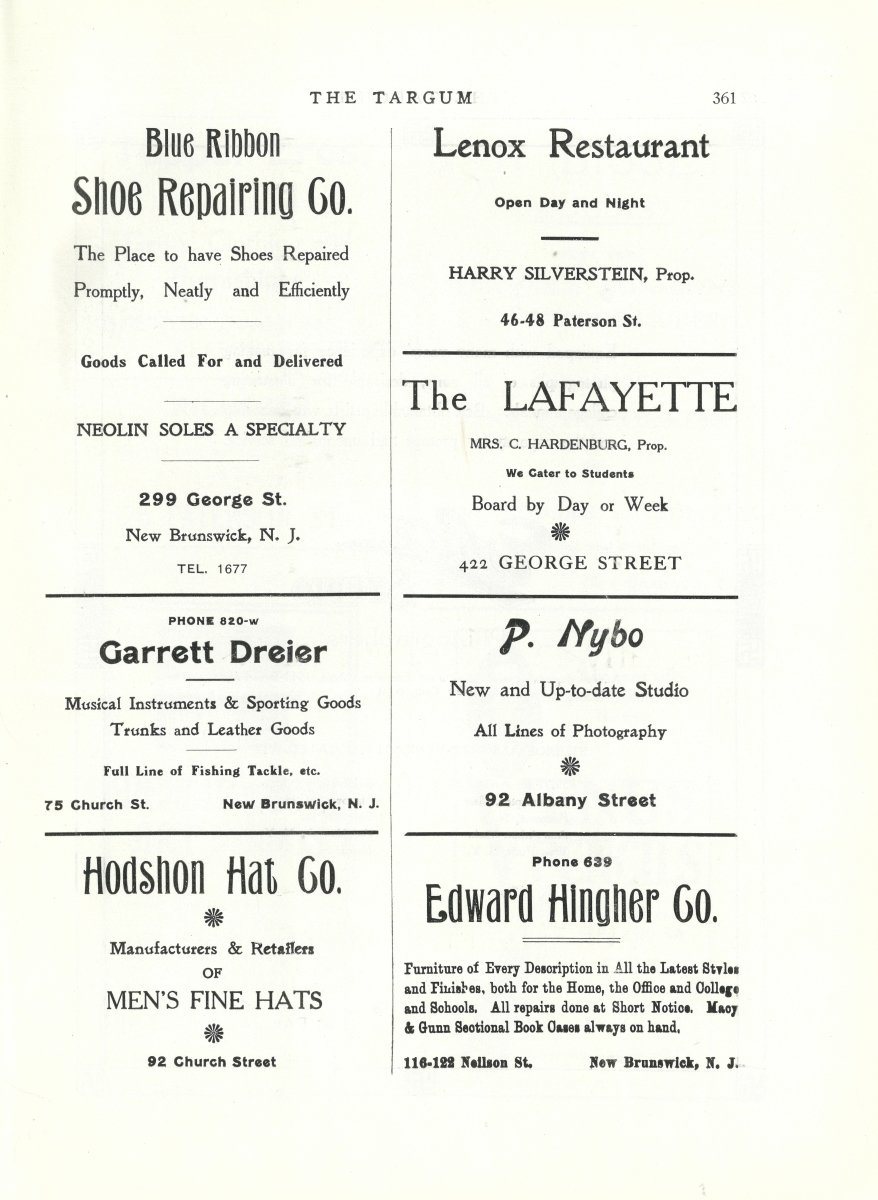 THE TARGUM 361
Blue Ribbon
Shoe Repairing Co.
The Place to have Shoes Repaired
Promptly, Neatly and Efficiently
Goods Called For and Delivered
NEOLIN SOLES A SPECIALTY
299 George St.
New Brunswick, N. J.
TEL. 1677
PHONE 820-W
Garrett Dreier
Musical Instruments & Sporting Goods
Trunks and Leather Goods
Full Line of Fishing Tackle, etc.
75 Church St. New Brunswick, N. J.
Hodshon Hat Co.
Manufacturers & Retailers
OF
MEN'S FINE HATS
92 Church Street
Lenox Restaurant
Open Day and Night
HARRY SILVERSTEIN, Prop.
46-48 Paterson St.
The LAFAYETTE
MRS. C. HARDENBURG, Prop.
We Cater to Students
Board by Day or Week
422 GEORGE STREET
P. Nybo
New and Up-to-date Studio
All Lines of Photography
92 Albany Street
Phone 639
Edward Hingher Co.
Furniture of Every Description in All the Latest Styles
and Finishes, both for the Home, the Office and College
and Schools. All repairs done at Short Notice. Macy
& Gunn Sectional Book Cases always on hand.
116-122 Neilson St. New Brunswick, N. J.